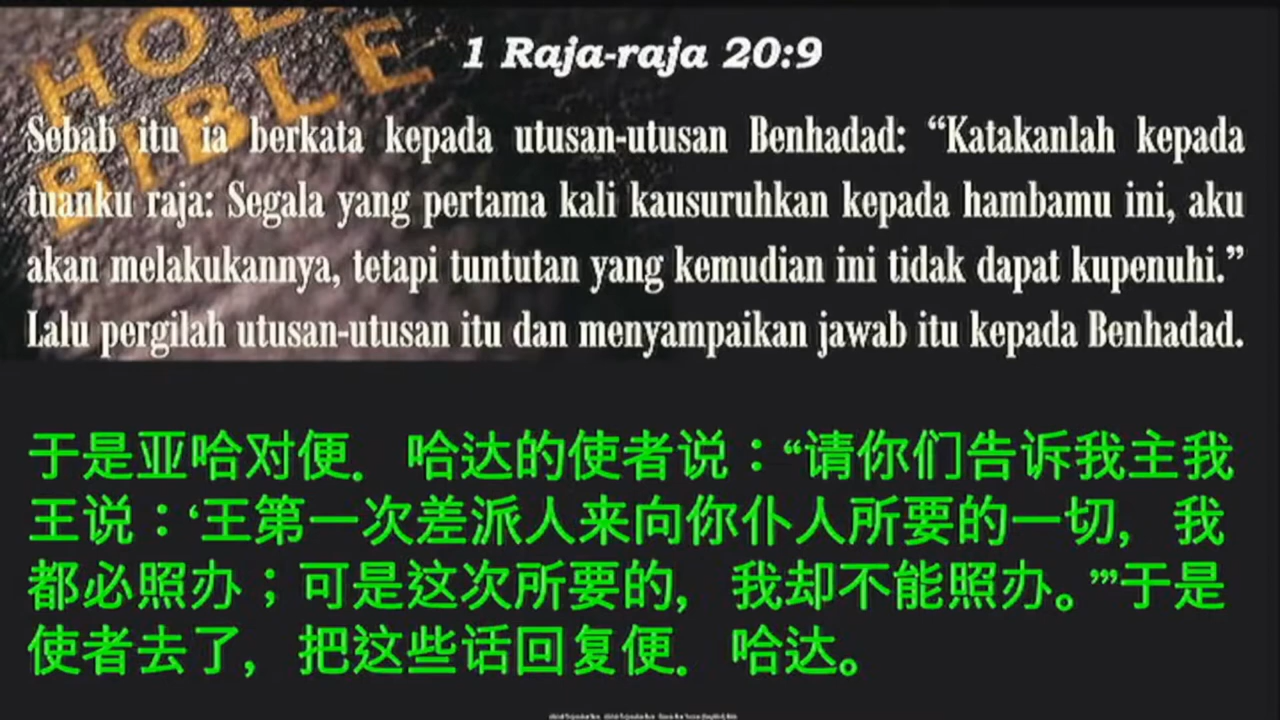 HOLY
BIBLE
1 Raja-raja 20:9
Sebab itu ia berkata kepada utusan-utusan Benhadad: “Katakanlah kepada
tuanku raja: Segala yang pertama kali kausuruhkan kepada hambamu ini, aku
akan melakukannya, tetapi tuntutan yang kemudian ini tidak dapat kupenuhi.”
Lalu pergilah utusan-utusan itu dan menyampaikan jawab itu kepada Benhadad.
于是亚哈对便．哈达的使者说：“请你们告诉我主我
王说：‘王第一次差派人来向你仆人所要的一切，我
都必照办；可是这次所要的，我却不能照办。’”于是
使者去了，把这些话回复便．哈达。